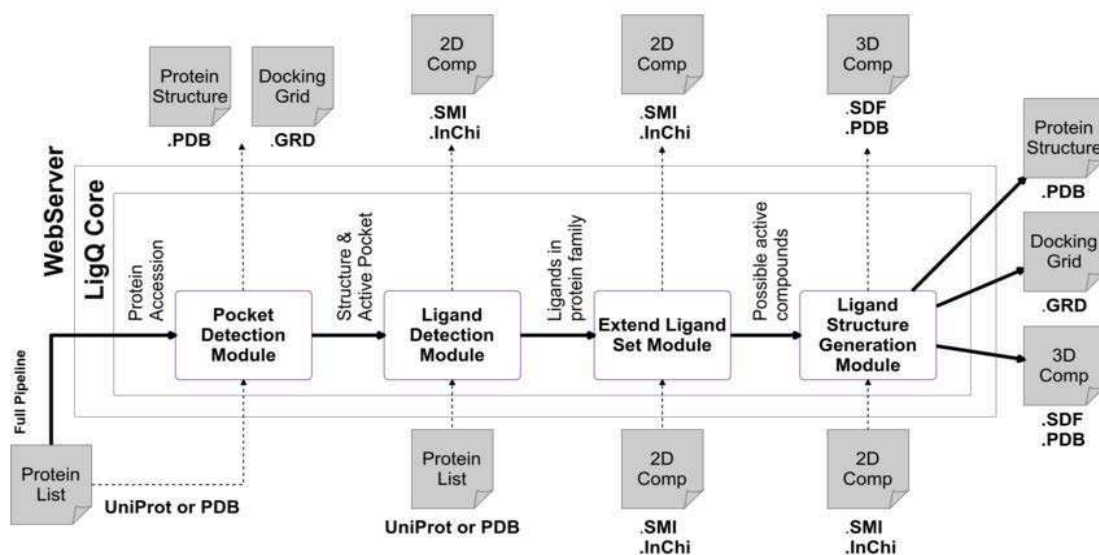 Protein
Structure
.PDB
Docking
Grid
.GRD
2D
Comp
.SMI
.InChi
2D
Comp
.SMI
.InChi
3D
Comp
.SDF
.PDB
WebServer
LigQ Core
Protein
Accession
Structure &
Active Pocket
Ligands in
protein family
Possible active
compounds
Pocket
Detection
Module
Ligand
Detection
Module
Extend Ligand
Set Module
Ligand
Structure
Generation
Module
Protein
Structure
.PDB
Docking
Grid
.GRD
3D
Comp
.SDF
.PDB
Full Pipeline
Protein
List
UniProt or PDB
Protein
List
UniProt or PDB
2D
Comp
.SMI
.InChi
2D
Comp
.SMI
.InChi